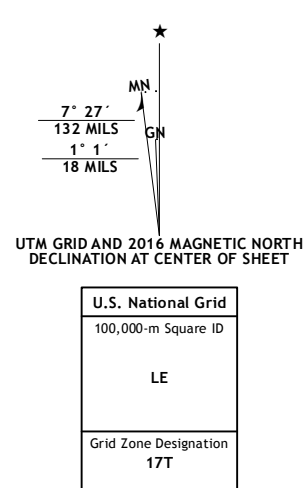 ★
MN
7° 27´
132 MILS
GN
1° 1´
18 MILS
UTM GRID AND 2016 MAGNETIC NORTH
DECLINATION AT CENTER OF SHEET
U.S. National Grid
100,000-m Square ID
LE
Grid Zone Designation
17T